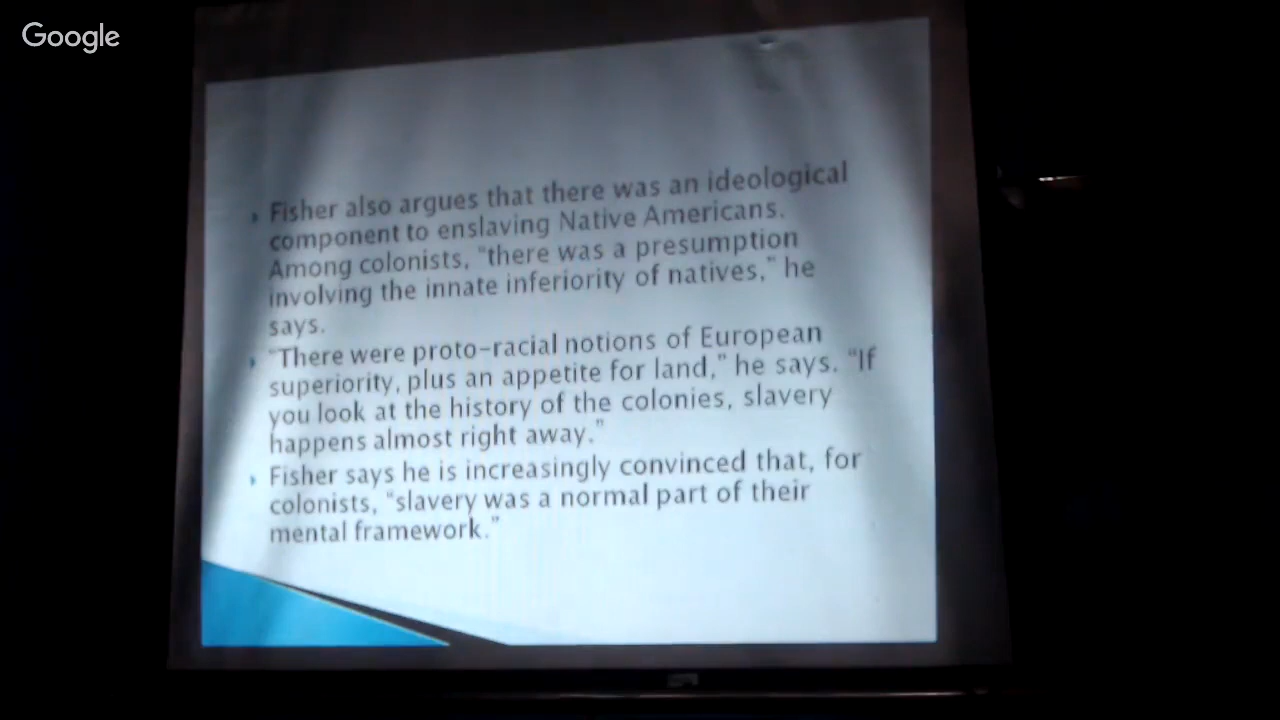 Google
Fisher also argues that there was an ideological
component to enslaving Native Americans.
Among colonists, "there was a presumption
involving the innate inferiority of natives," he
says.
"There were proto-racial notions of European
superiority, plus an appetite for land," he says. "If
you look at the history of the colonies, slavery
happens almost right away."
Fisher says he is increasingly convinced that, for
colonists, "slavery was a normal part of their
mental framework."